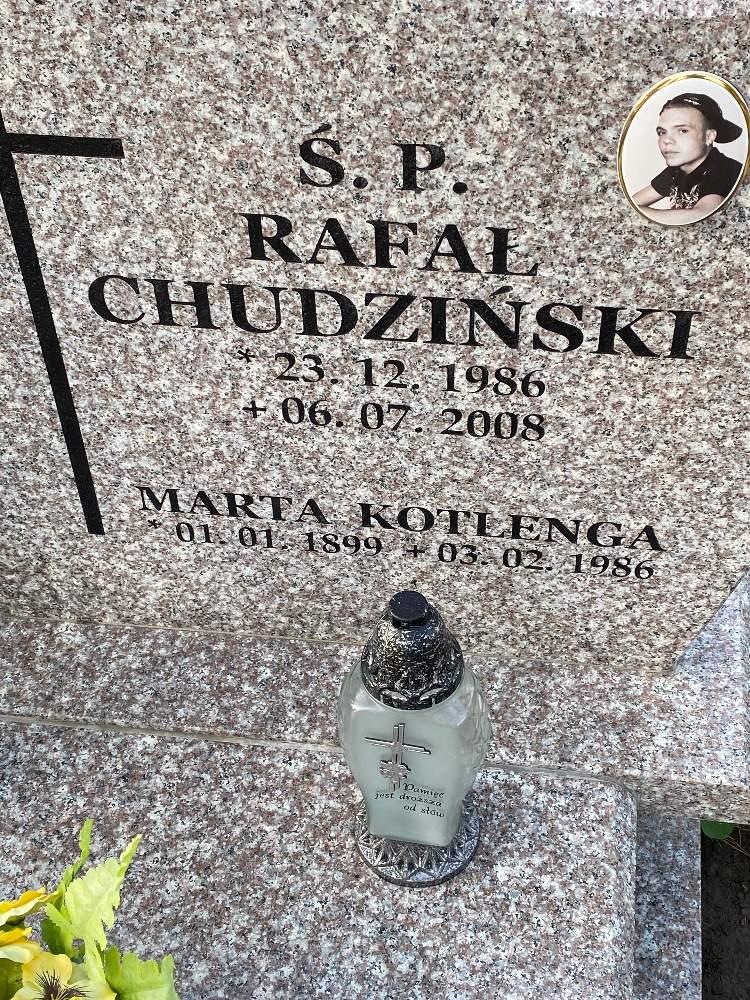 Ś. P.
RAFAŁ
CHUDZIŃSKI
* 23. 12. 1986
+ 06. 07. 2008
MARTA KOTLENGA
* 01. 01. 1899 + 03. 02. 1986
Pamięć
jest droższa
od słów